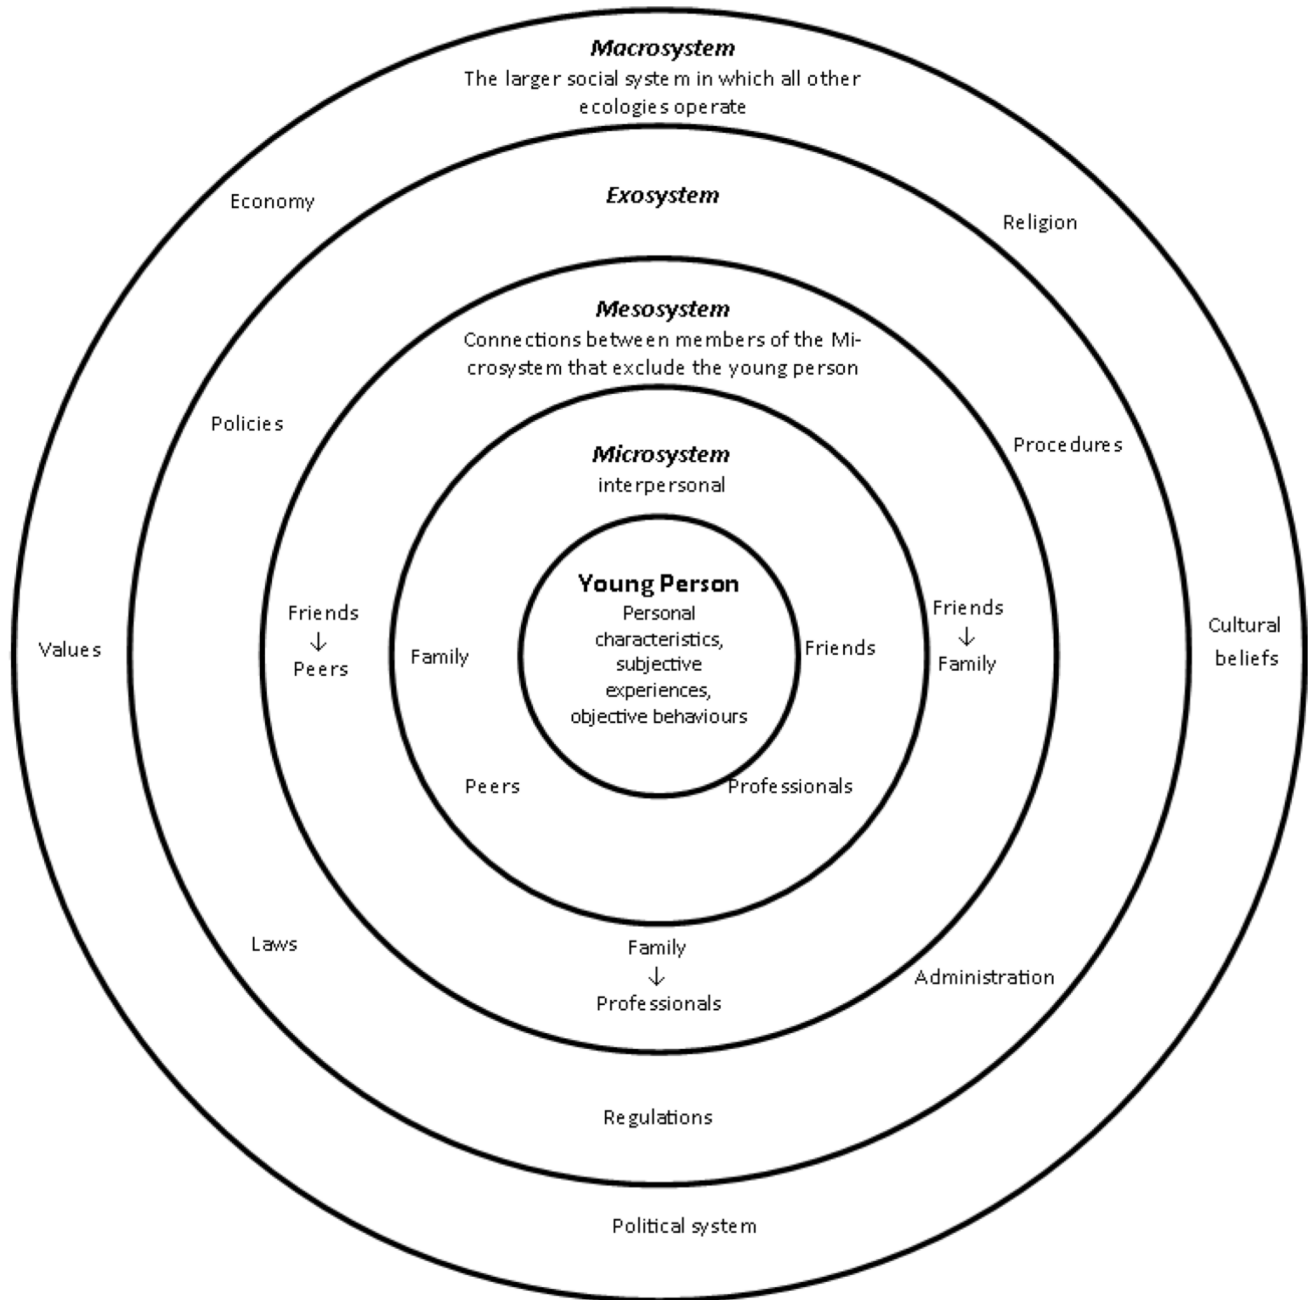 Macrosystem
The larger social system in which all other
ecologies operate
Economy
Exosystem
Religion
Mesosystem
Connections between members of the Mi-
crosystem that exclude the young person
Policies
Procedures
Microsystem
interpersonal
Young Person
Personal
characteristics,
subjective
experiences,
objective behaviours
Values
Friends
↓
Peers
Family
Friends
Friends
↓
Family
Cultural
beliefs
Peers
Professionals
Laws
Family
↓
Professionals
Administration
Regulations
Political system